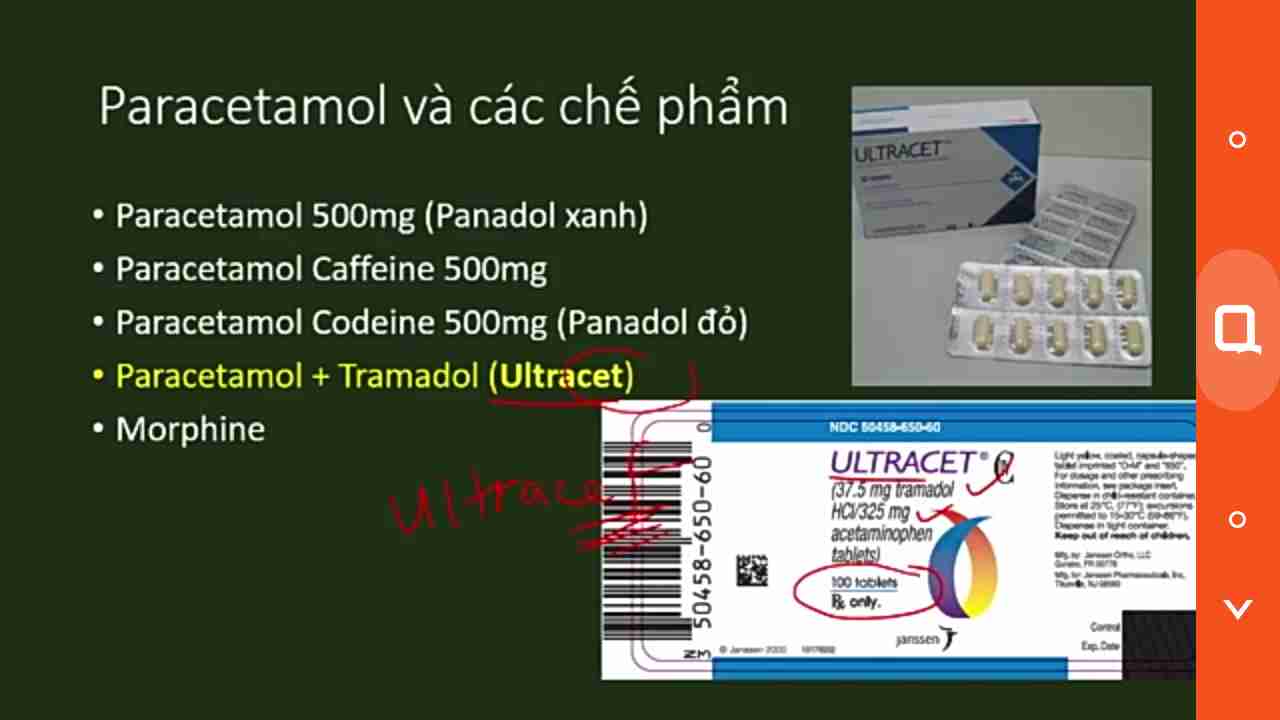 Paracetamol và các chế phẩm
• Paracetamol 500mg (Panadol xanh)
• Paracetamol Caffeine 500mg
• Paracetamol Codeine 500mg (Panadol đỏ)
• Paracetamol + Tramadol (Ultracet)
• Morphine
ULTRACET
Ultracet
50458-650-60
NDC 50458-650-60
ULTRACET®
(37.5 mg tramadol
HCl/325 mg
acetaminophen
tablets)
100 tablets
Rx only.
janssen
© Janssen 2000
Light yellow, coated, capsule-shaped
tablet imprinted "O-M" and "650".
For dosage and other prescribing
information, see package insert.
Dispense in child-resistant container.
Store at 25°C, (77°F); excursions
permitted to 15-30°C (59-86°F).
Dispense in tight container.
Keep out of reach of children.
Mfg. by: Janssen Ortho, LLC
Gurabo, PR 00778
Mfg. for: Janssen Pharmaceuticals, Inc.
Titusville, NJ 08560
Control
Exp. Date